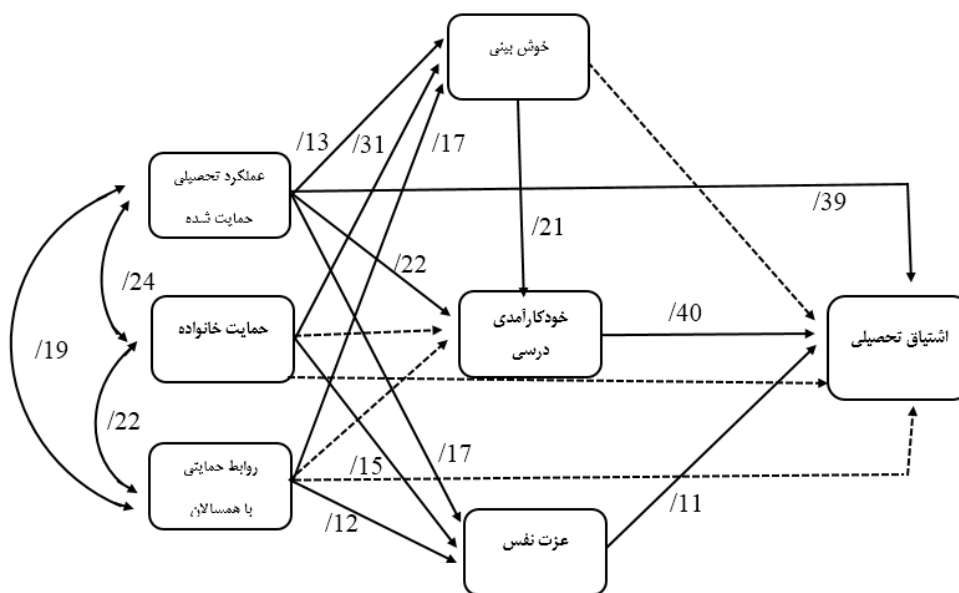 خوش بینی
/13
/31
/17
عملکرد تحصیلی
حمایت شده
/39
/21
/22
/24
حمایت خانواده
خودکارآمدی
درسی
/40
اشتیاق تحصیلی
/19
/22
روابط حمایتی
با همسالان
/15
/17
/12
/11
عزت نفس